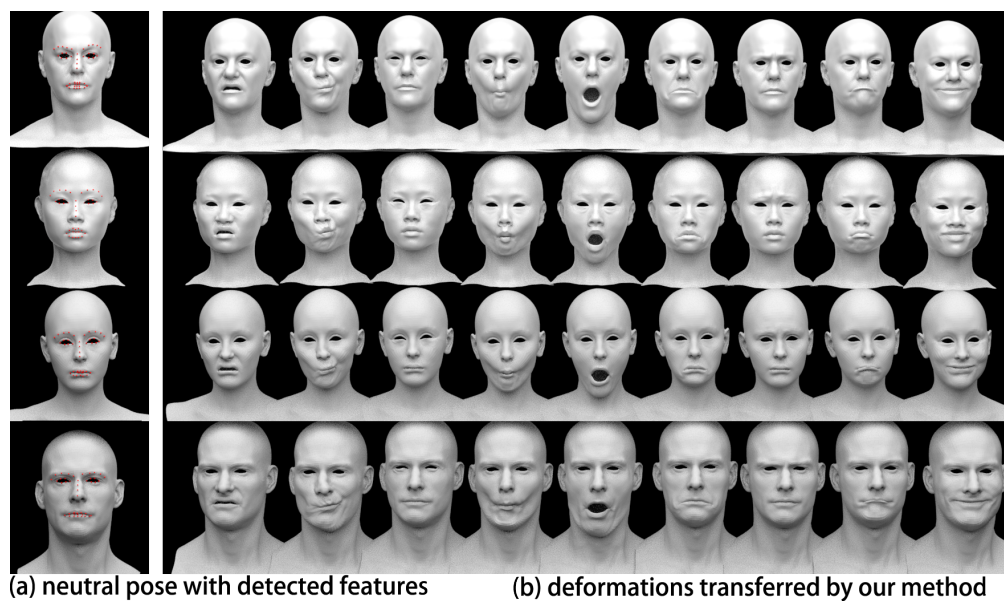 (a) neutral pose with detected features
(b) deformations transferred by our method